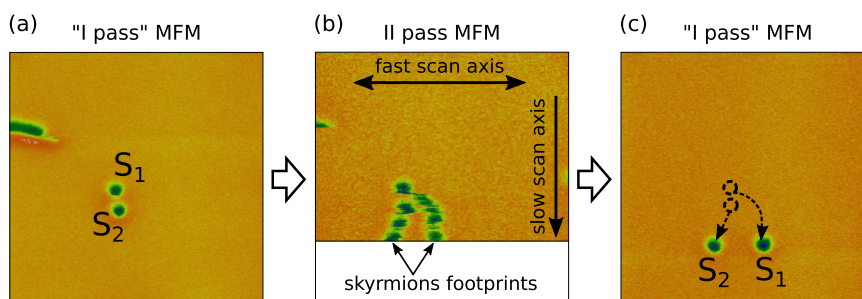 (a)
"I pass" MFM
S₁
S₂
(b)
II pass MFM
fast scan axis
slow scan axis
skyrmions footprints
(c)
"I pass" MFM
S₂
S₁